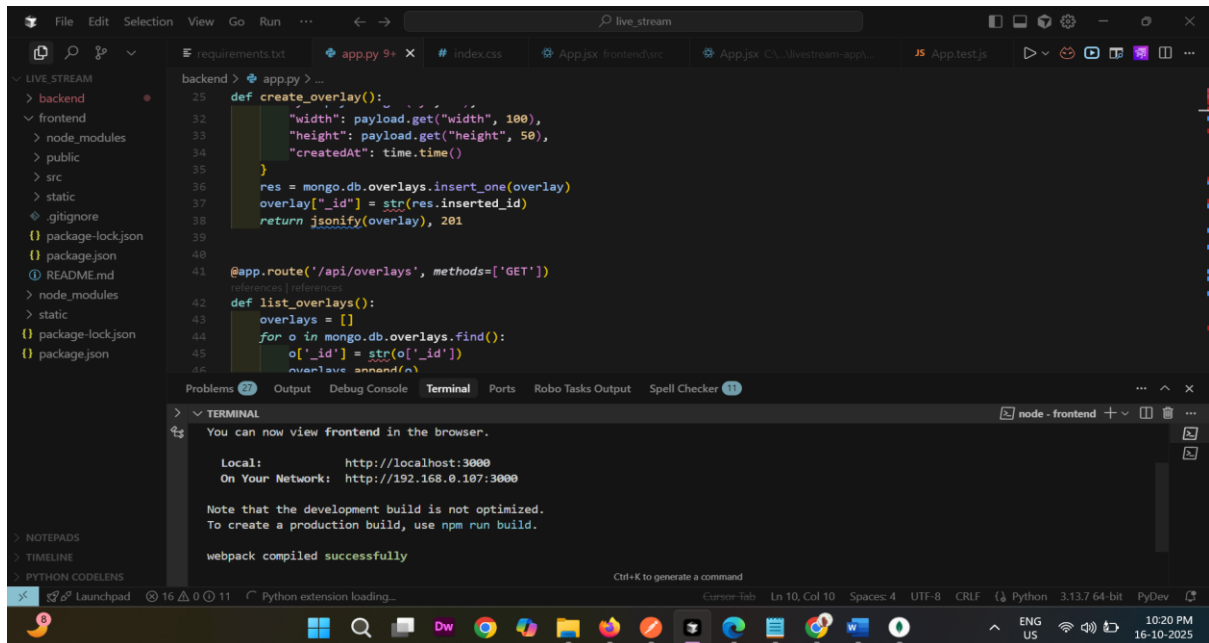 File Edit Selection View Go Run ··· live_stream
requirements.txt app.py 9+ index.css App.jsx frontend\src App.jsx C:\...\livestream-app\... JS App.test.js
LIVE_STREAM
backend
frontend
node_modules
public
src
static
.gitignore
package-lock.json
package.json
README.md
node_modules
static
package-lock.json
package.json
NOTEPADS
TIMELINE
PYTHON CODELENS
backend > app.py > ...
25 def create_overlay():
32 "width": payload.get("width", 100),
33 "height": payload.get("height", 50),
34 "createdAt": time.time()
35 }
36 res = mongo.db.overlays.insert_one(overlay)
37 overlay["_id"] = str(res.inserted_id)
38 return jsonify(overlay), 201
39
40
41 @app.route('/api/overlays', methods=['GET'])
references | references
42 def list_overlays():
43 overlays = []
44 for o in mongo.db.overlays.find():
45 o['_id'] = str(o['_id'])
46 overlays.append(o)
Problems 27 Output Debug Console Terminal Ports Robo Tasks Output Spell Checker 11
TERMINAL node - frontend
You can now view frontend in the browser.
Local: http://localhost:3000
On Your Network: http://192.168.0.107:3000
Note that the development build is not optimized.
To create a production build, use npm run build.
webpack compiled successfully
Ctrl+K to generate a command
Launchpad 16 0 11 Python extension loading... Cursor Tab Ln 10, Col 10 Spaces: 4 UTF-8 CRLF Python 3.13.7 64-bit PyDev
8 Dw ENG US 10:20 PM 16-10-2025